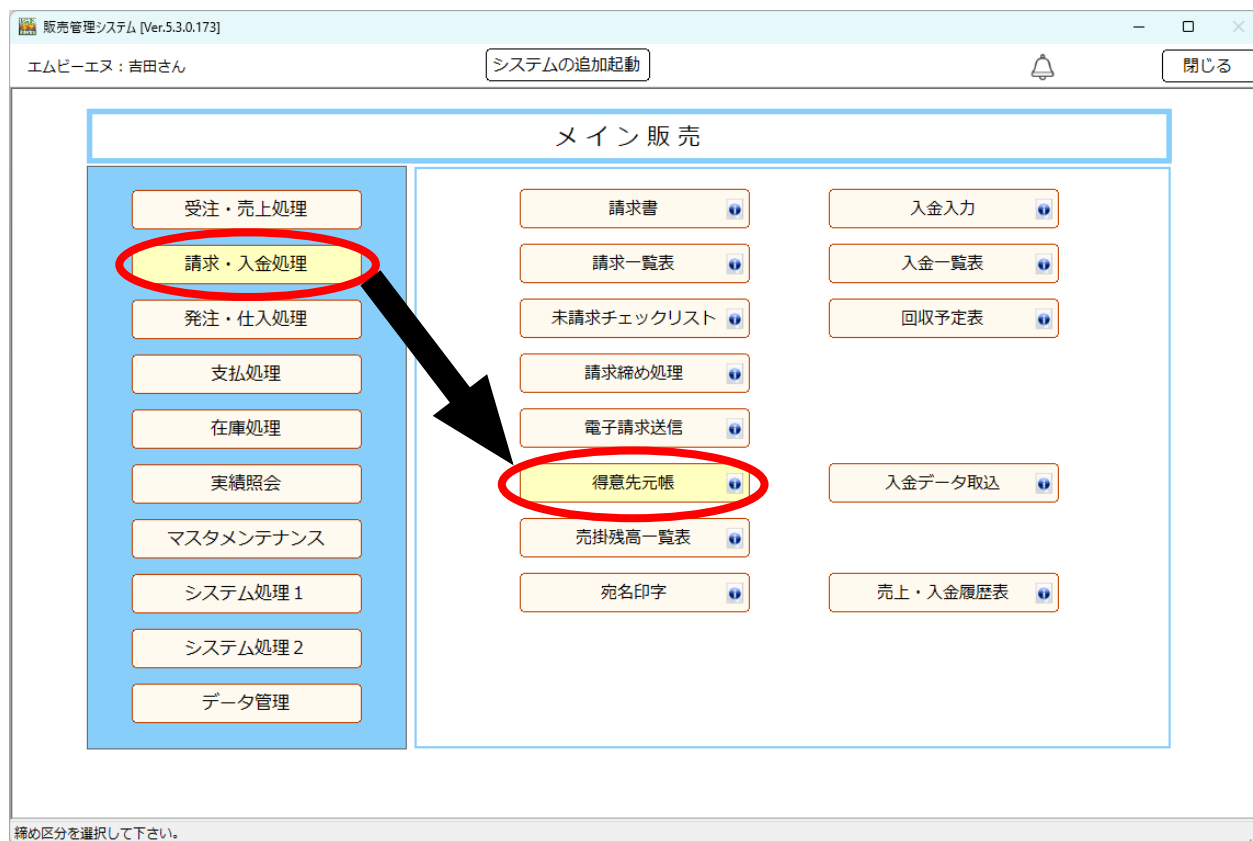 販売管理システム [Ver.5.3.0.173]
エムビーエヌ：吉田さん
システムの追加起動
閉じる
メイン販売
受注・売上処理
請求・入金処理
発注・仕入処理
支払処理
在庫処理
実績照会
マスタメンテナンス
システム処理１
システム処理２
データ管理
請求書
請求一覧表
未請求チェックリスト
請求締め処理
電子請求送信
得意先元帳
売掛残高一覧表
宛名印字
入金入力
入金一覧表
回収予定表
入金データ取込
売上・入金履歴表
締め区分を選択して下さい。